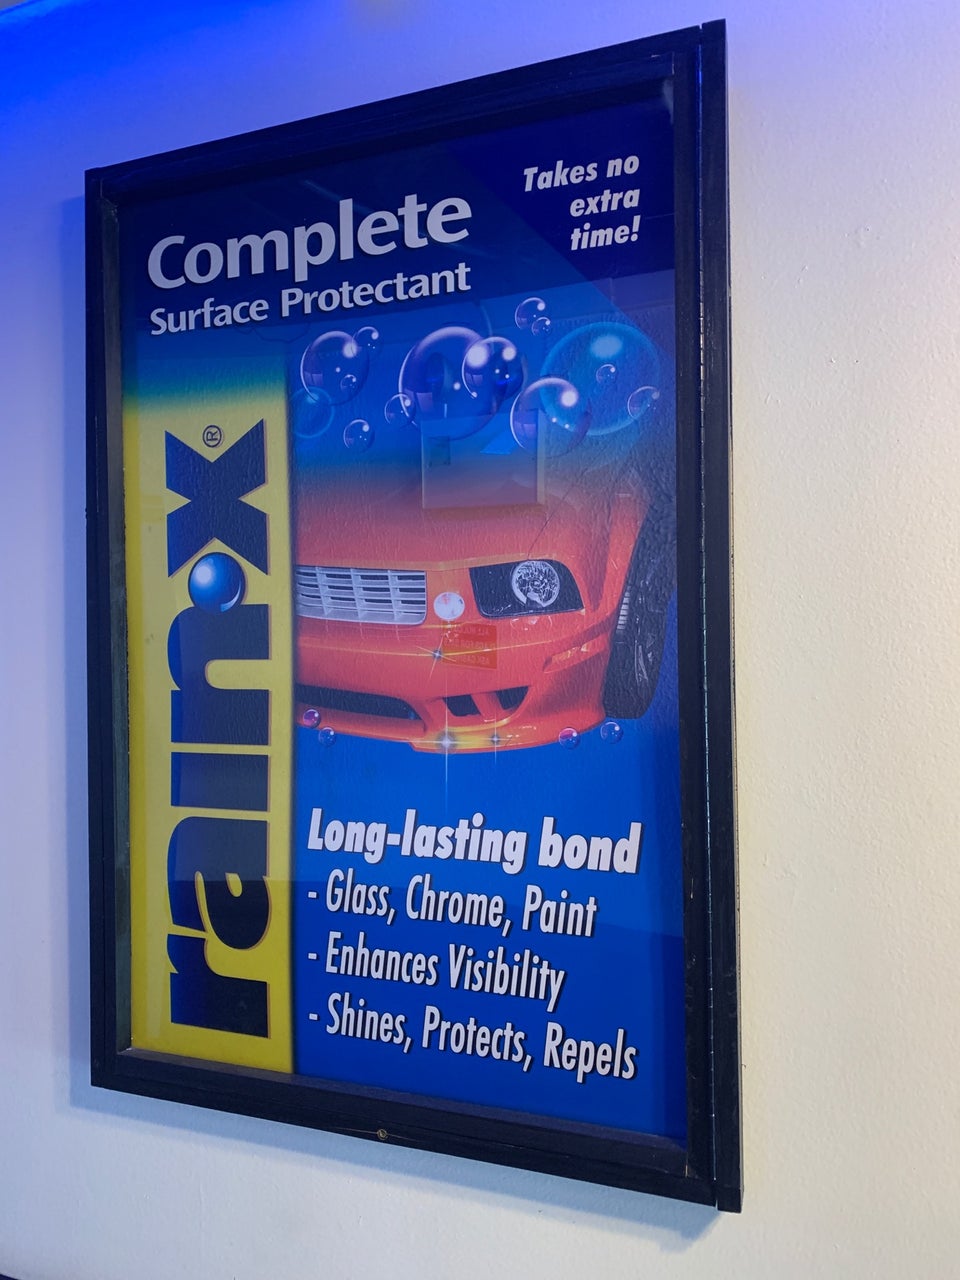 Takes no
extra
time!
Complete
Surface Protectant
rain-x®
Long-lasting bond
- Glass, Chrome, Paint
- Enhances Visibility
- Shines, Protects, Repels